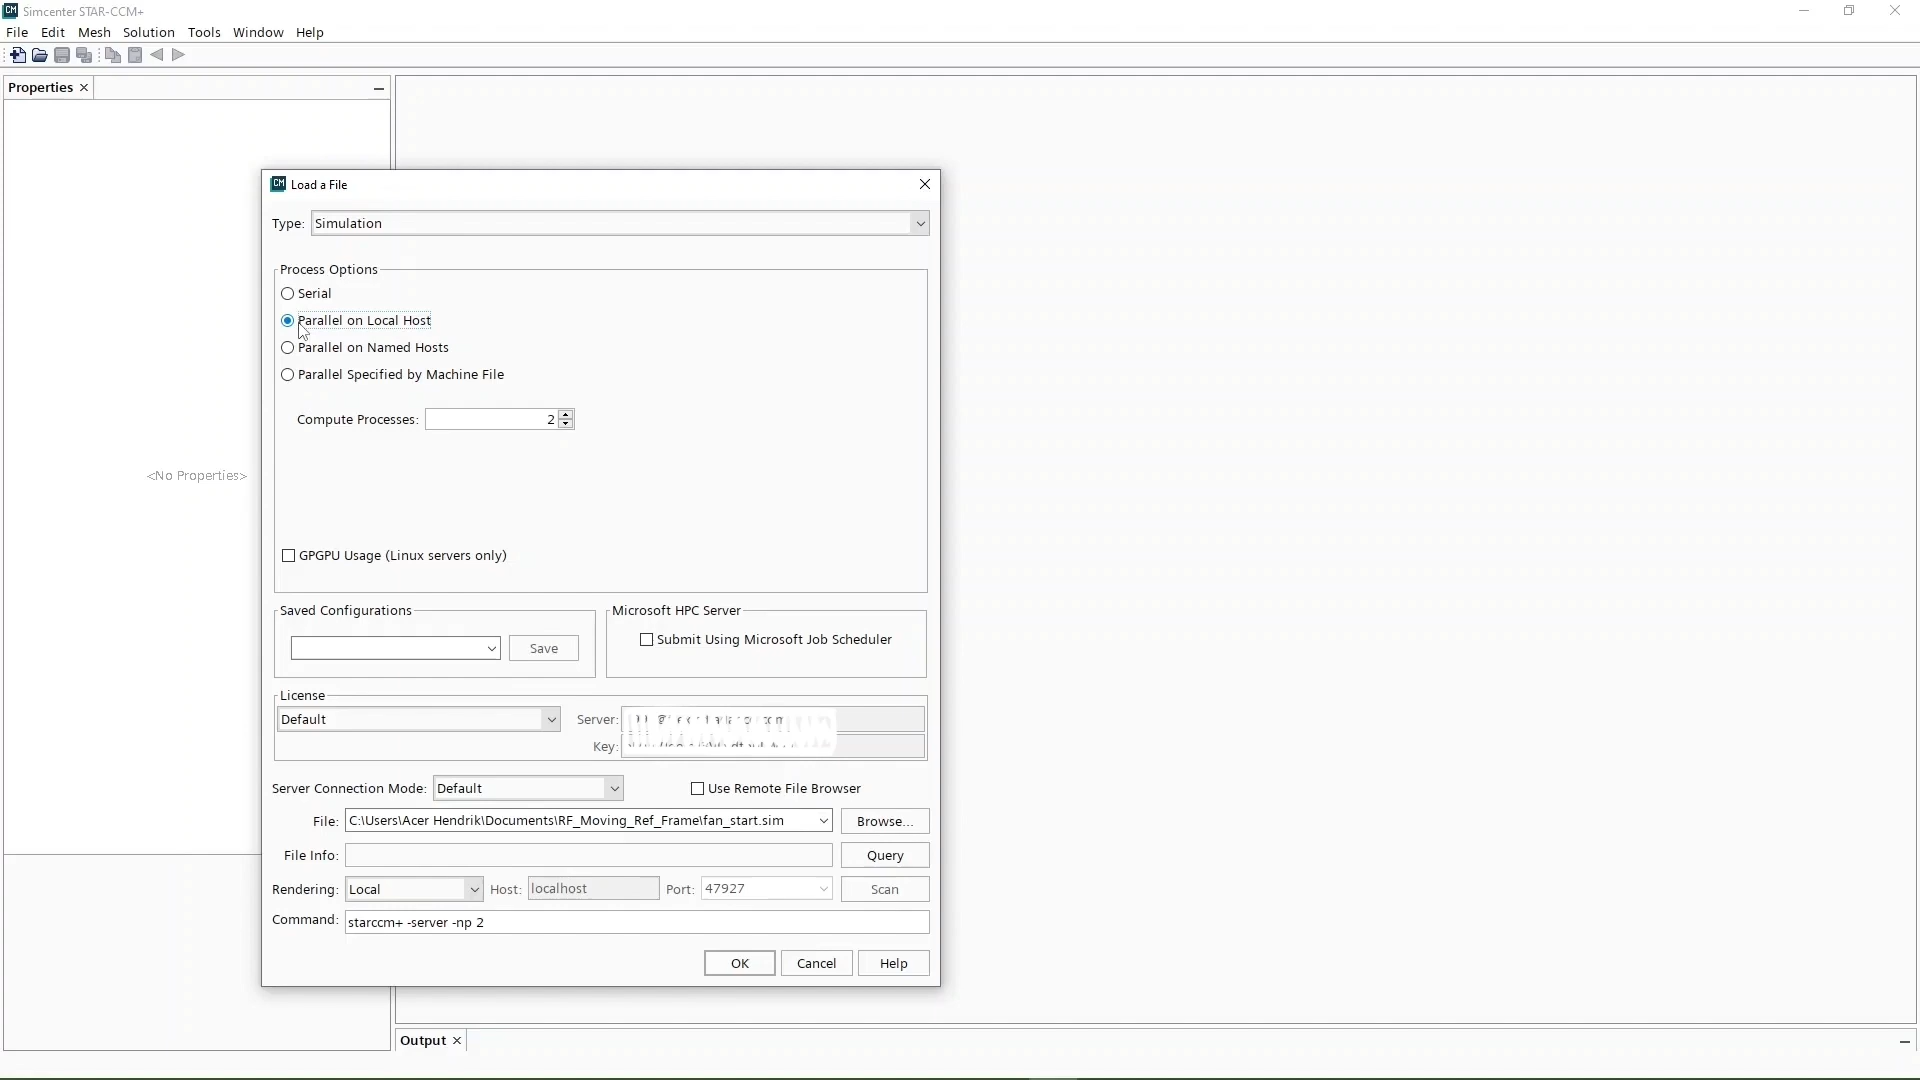 Simcenter STAR-CCM+
File Edit Mesh Solution Tools Window Help
Properties
<No Properties>
CM Load a File
Type: Simulation
Process Options
Serial
Parallel on Local Host
Parallel on Named Hosts
Parallel Specified by Machine File
Compute Processes: 2
GPGPU Usage (Linux servers only)
Saved Configurations
Save
Microsoft HPC Server
Submit Using Microsoft Job Scheduler
License
Default
Server:
Key:
Server Connection Mode: Default
Use Remote File Browser
File: C:\Users\Acer Hendrik\Documents\RF_Moving_Ref_Frame\fan_start.sim Browse...
File Info: Query
Rendering: Local Host: localhost Port: 47927 Scan
Command: starccm+ -server -np 2
OK Cancel Help
Output